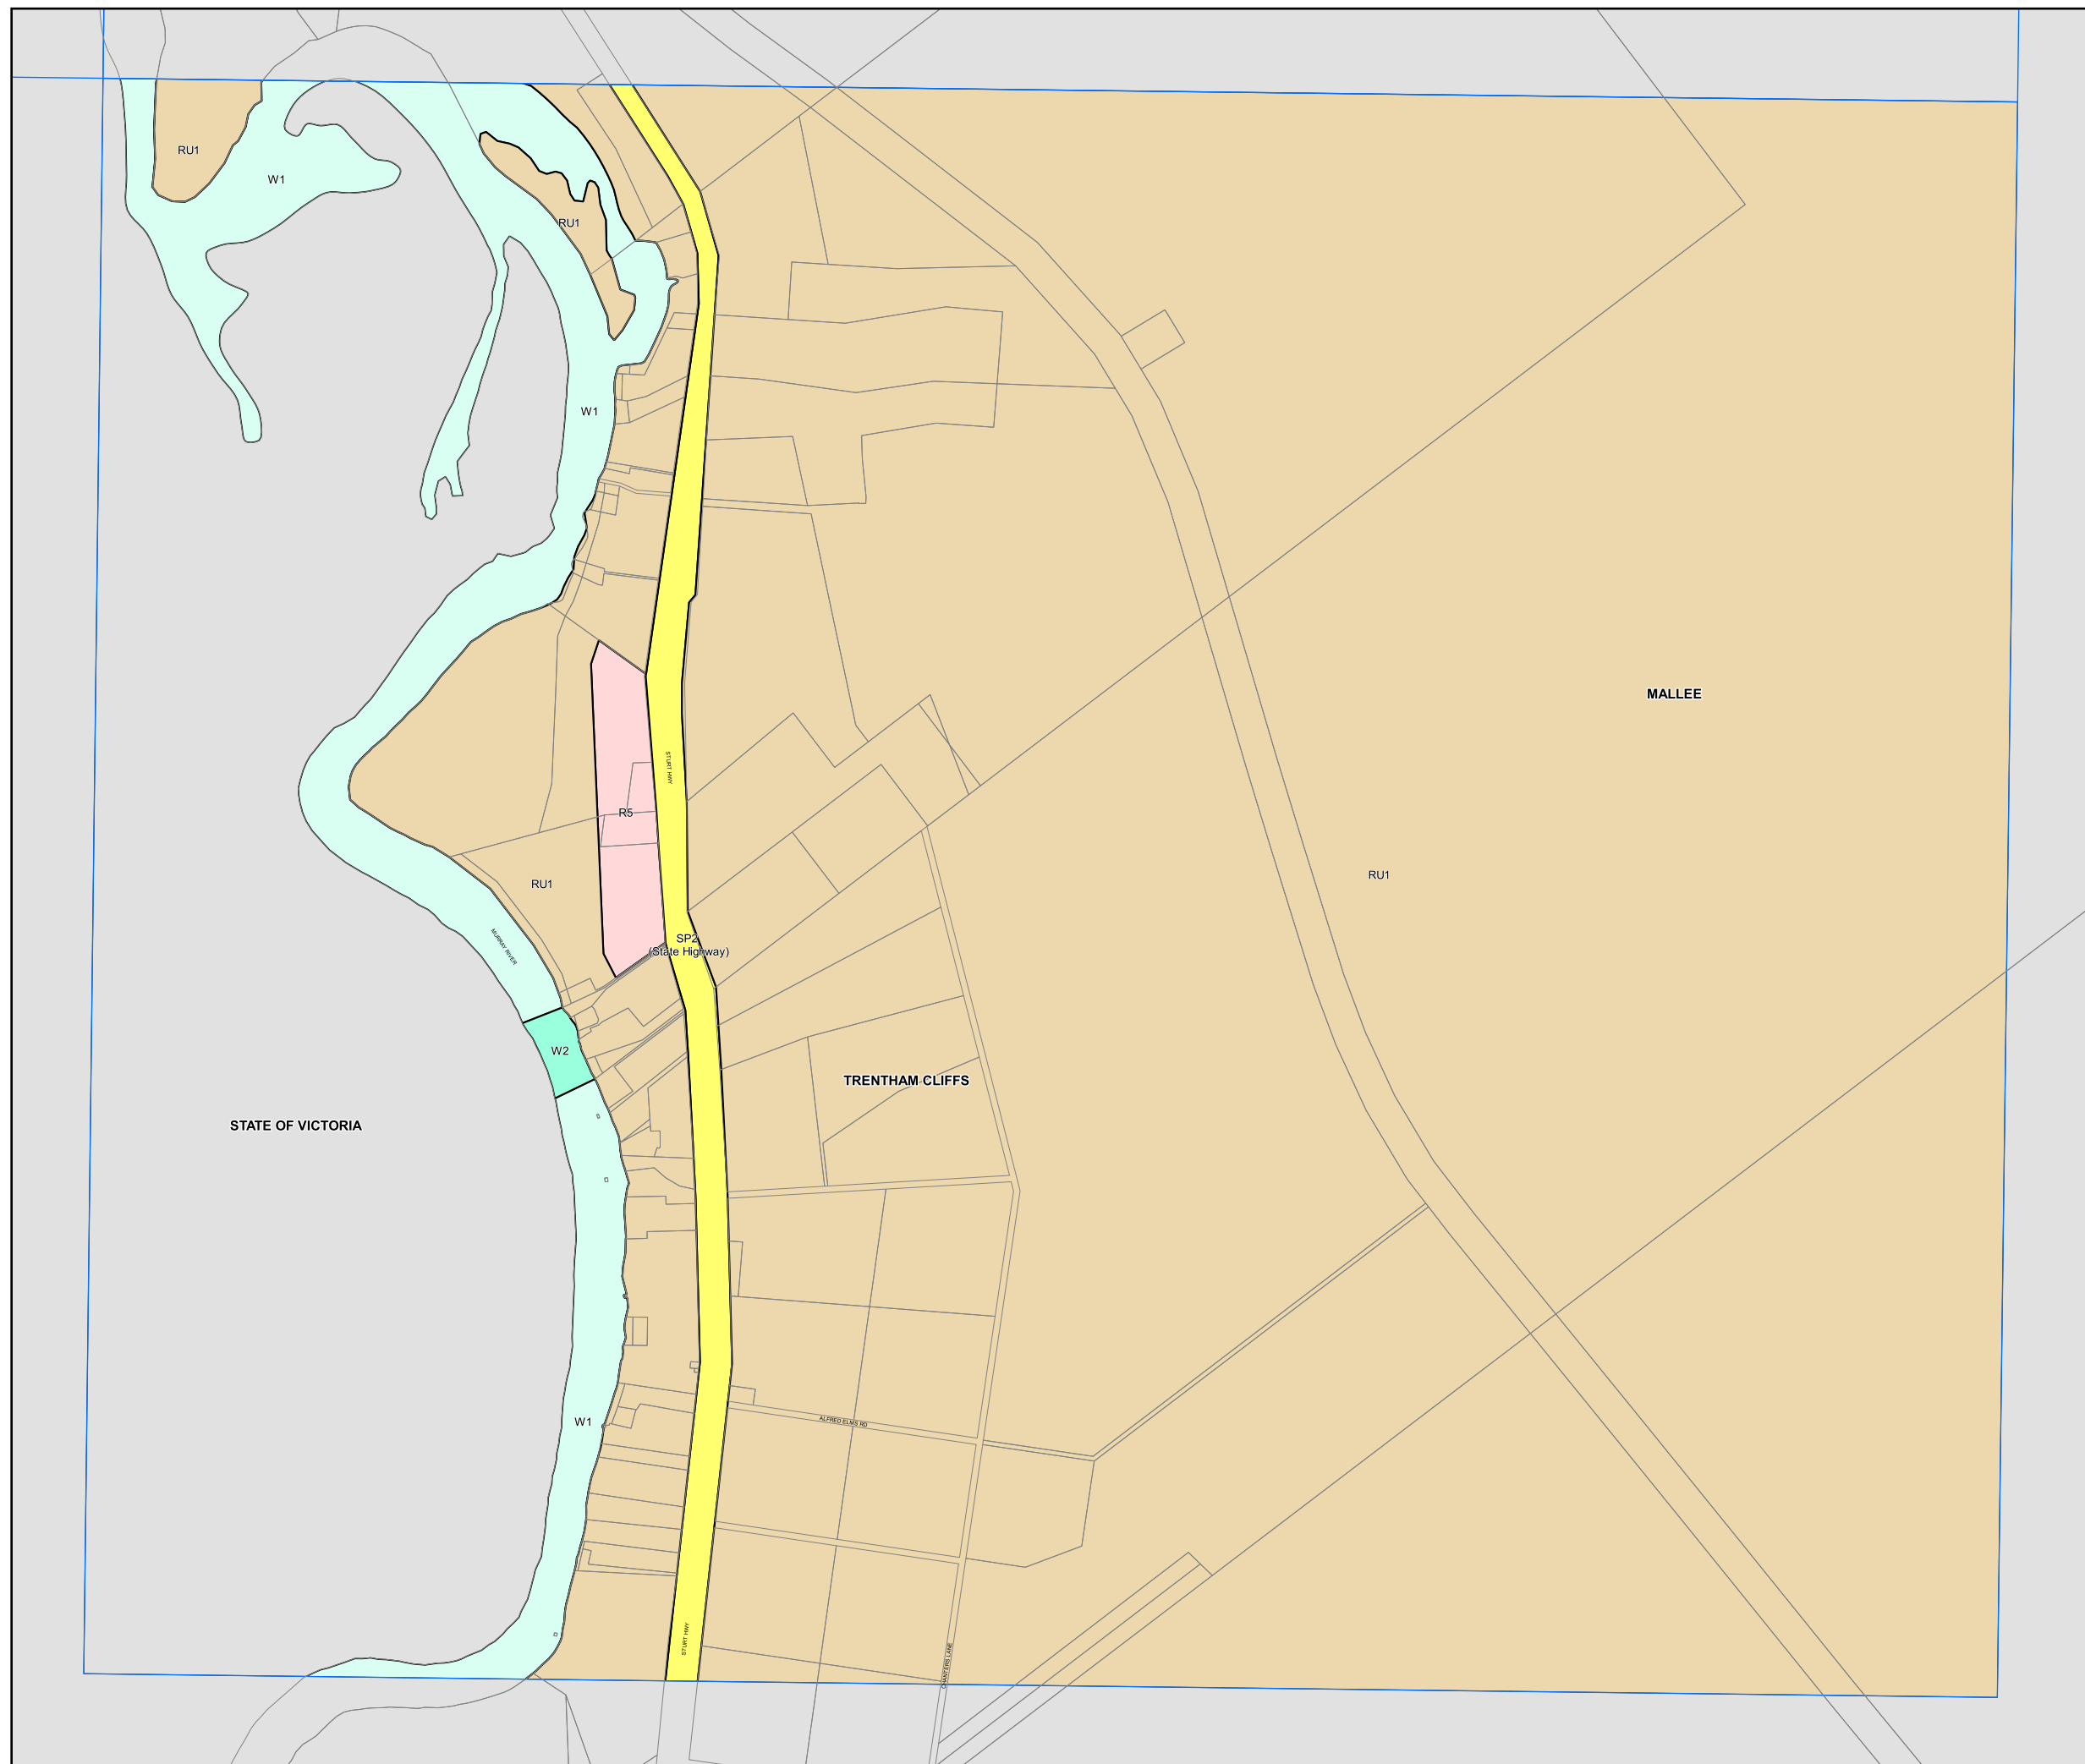 RU1
W1
RU1
W1
MALLEE
STURT HWY
R5
RU1
RU1
MURRAY RIVER
SP2
(State Highway)
W2
TRENTHAM CLIFFS
STATE OF VICTORIA
W1
ALFRED ELMS RD
STURT HWY
CHANTERS LANE